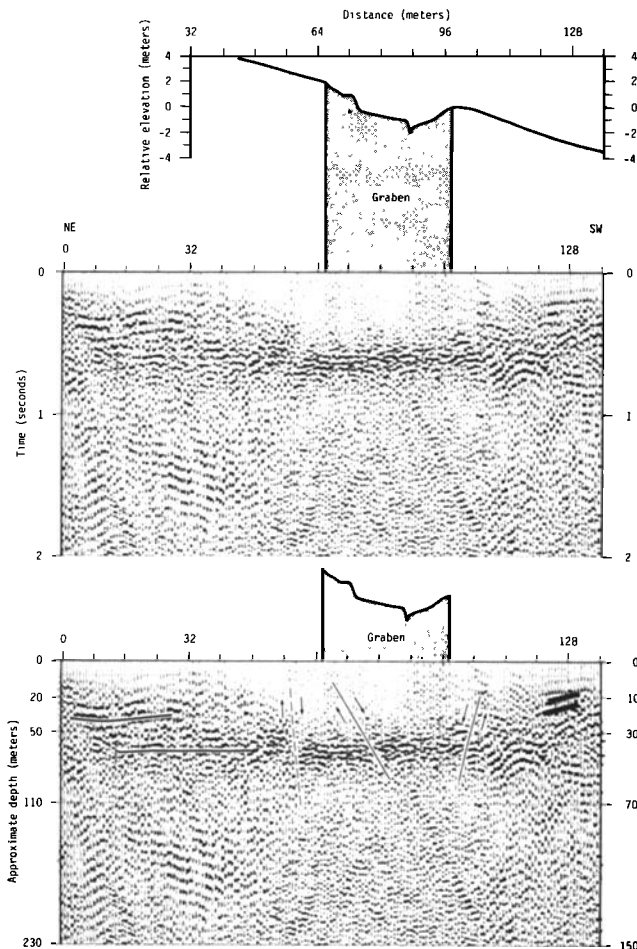 Distance (meters)
32 64 96 128
Relative elevation (meters)
4 4
2 2
0 0
-2 -2
-4 -4
Graben
NE SW
0 32 128
0 0
Time (seconds)
1 1
2 2
Graben
0 32 128
0 0
20 10
50 30
110 70
230 150
Approximate depth (meters)